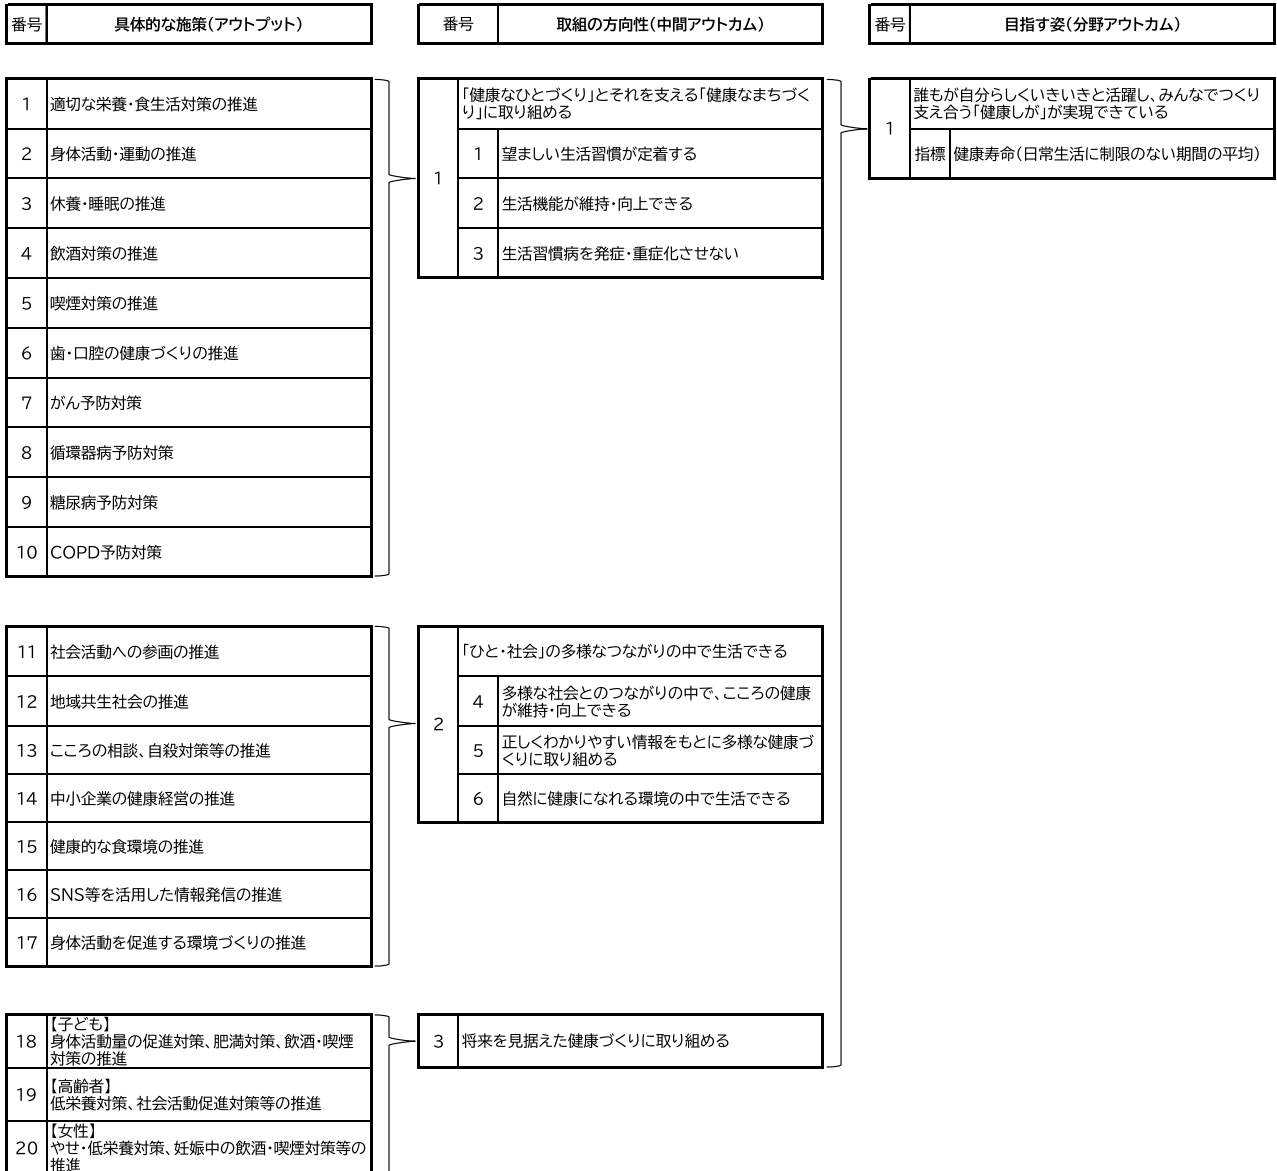 番号 具体的な施策(アウトプット)
番号 取組の方向性(中間アウトカム)
番号 目指す姿(分野アウトカム)
1 適切な栄養・食生活対策の推進
2 身体活動・運動の推進
3 休養・睡眠の推進
4 飲酒対策の推進
5 喫煙対策の推進
6 歯・口腔の健康づくりの推進
7 がん予防対策
8 循環器病予防対策
9 糖尿病予防対策
10 COPD予防対策
1
「健康なひとづくり」とそれを支える「健康なまちづく
り」に取り組める
1 望ましい生活習慣が定着する
2 生活機能が維持・向上できる
3 生活習慣病を発症・重症化させない
1
誰もが自分らしくいきいきと活躍し、みんなでつくり
支え合う「健康しが」が実現できている
指標 健康寿命(日常生活に制限のない期間の平均)
11 社会活動への参画の推進
12 地域共生社会の推進
13 こころの相談、自殺対策等の推進
14 中小企業の健康経営の推進
15 健康的な食環境の推進
16 SNS等を活用した情報発信の推進
17 身体活動を促進する環境づくりの推進
2
「ひと・社会」の多様なつながりの中で生活できる
4 多様な社会とのつながりの中で、こころの健康
が維持・向上できる
5 正しくわかりやすい情報をもとに多様な健康づ
くりに取り組める
6 自然に健康になれる環境の中で生活できる
18
【子ども】
身体活動量の促進対策、肥満対策、飲酒・喫煙
対策の推進
19
【高齢者】
低栄養対策、社会活動促進対策等の推進
20
【女性】
やせ・低栄養対策、妊娠中の飲酒・喫煙対策等の
推進
3 将来を見据えた健康づくりに取り組める